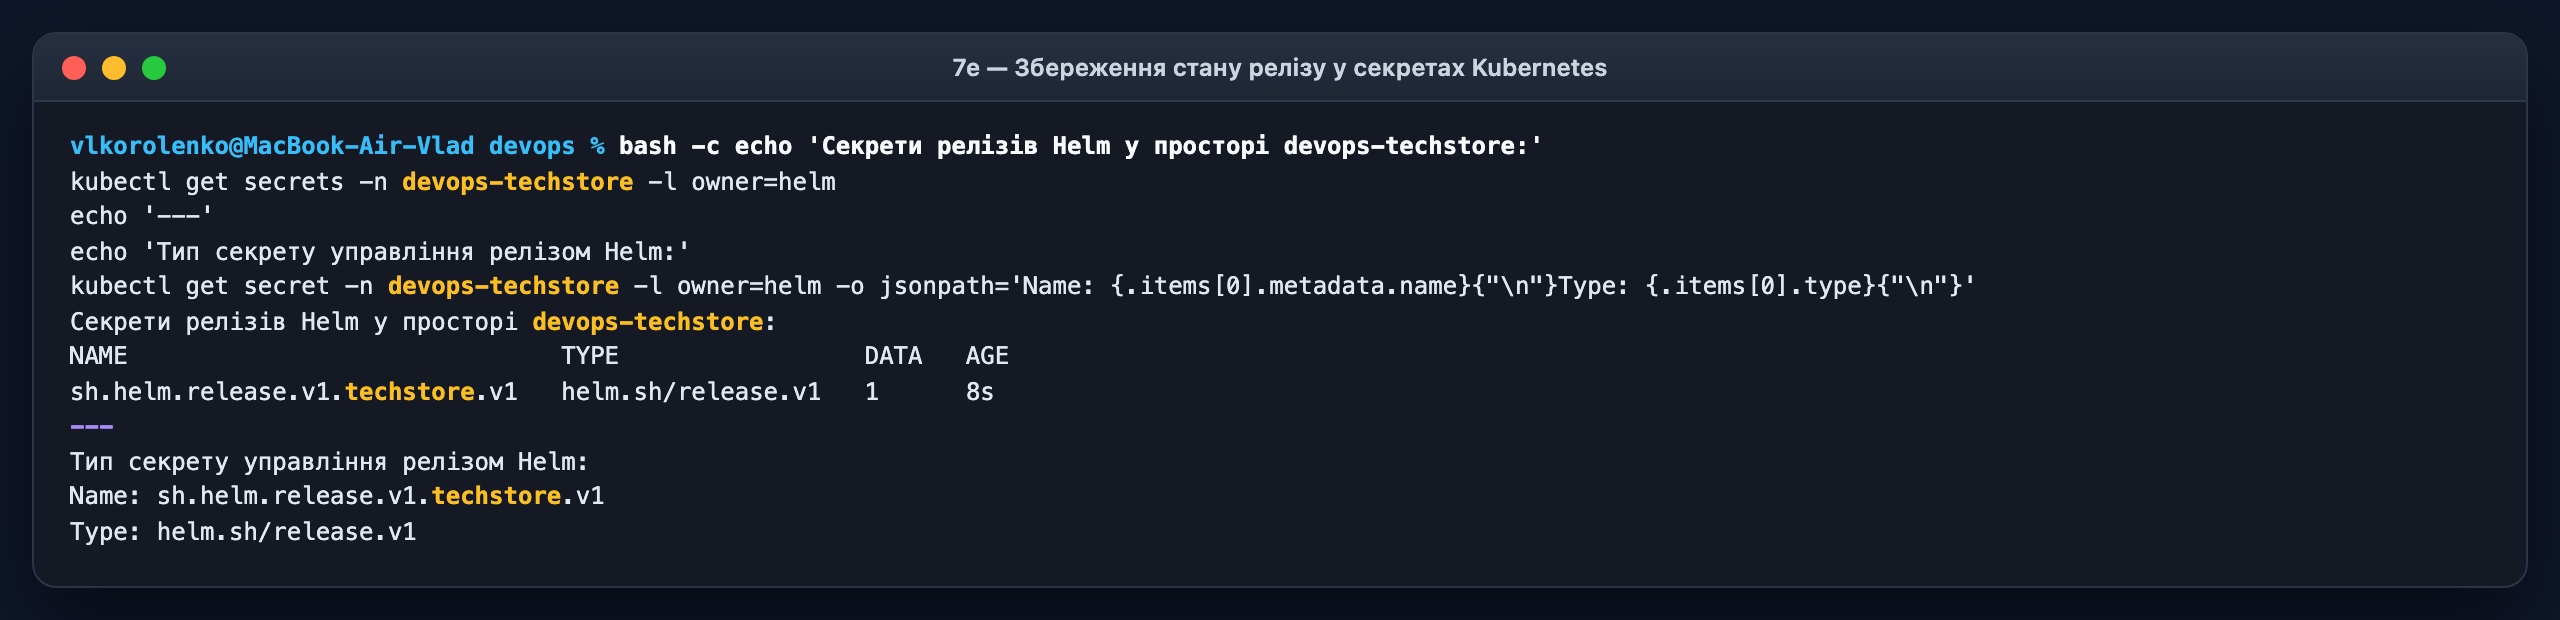 7e — Збереження стану релізу у секретах Kubernetes
vlkorolenko@MacBook-Air-Vlad devops % bash -c echo 'Секрети релізів Helm у просторі devops-techstore:'
kubectl get secrets -n devops-techstore -l owner=helm
echo '---'
echo 'Тип секрету управління релізом Helm:'
kubectl get secret -n devops-techstore -l owner=helm -o jsonpath='Name: {.items[0].metadata.name}{"\n"}Type: {.items[0].type}{"\n"}'
Секрети релізів Helm у просторі devops-techstore:
NAME                              TYPE                 DATA   AGE
sh.helm.release.v1.techstore.v1   helm.sh/release.v1   1      8s
---
Тип секрету управління релізом Helm:
Name: sh.helm.release.v1.techstore.v1
Type: helm.sh/release.v1